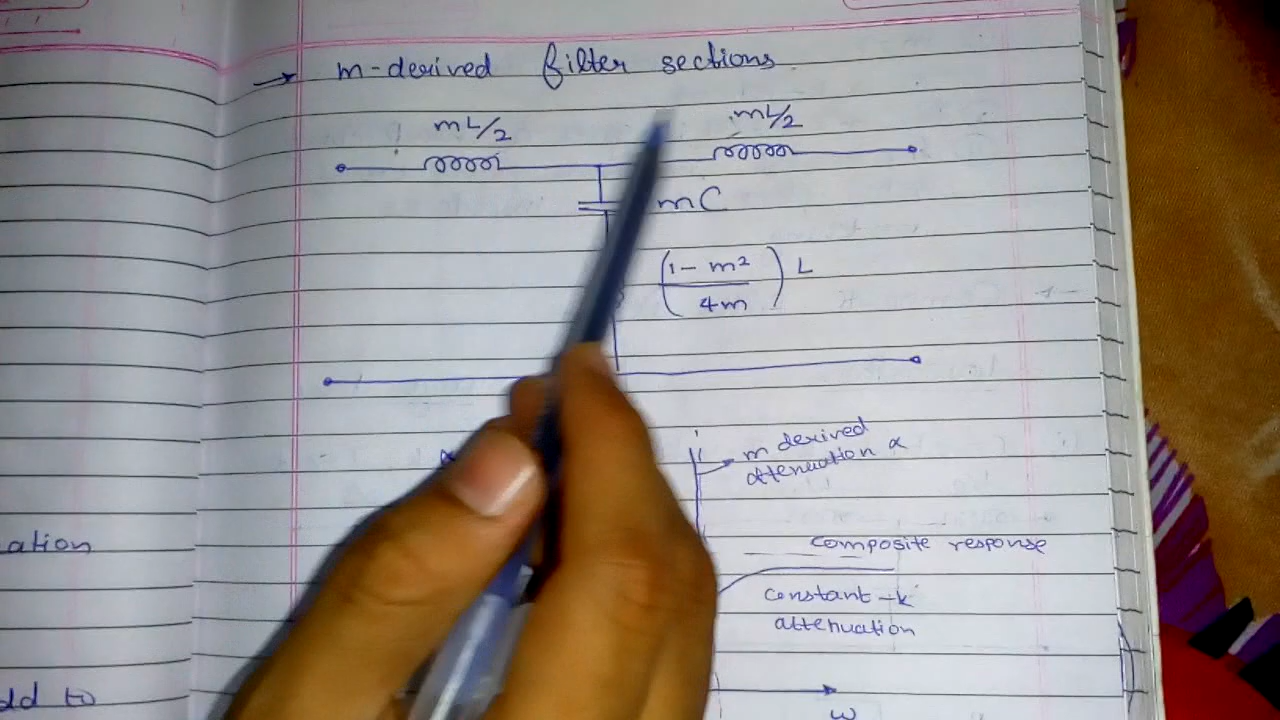 → m-derived filter sections
mL/2 mL/2
mC
(1 - m²
4m) L
m derived
attenuation ∝
ation
composite response
constant-k
attenuation
dd to
ω